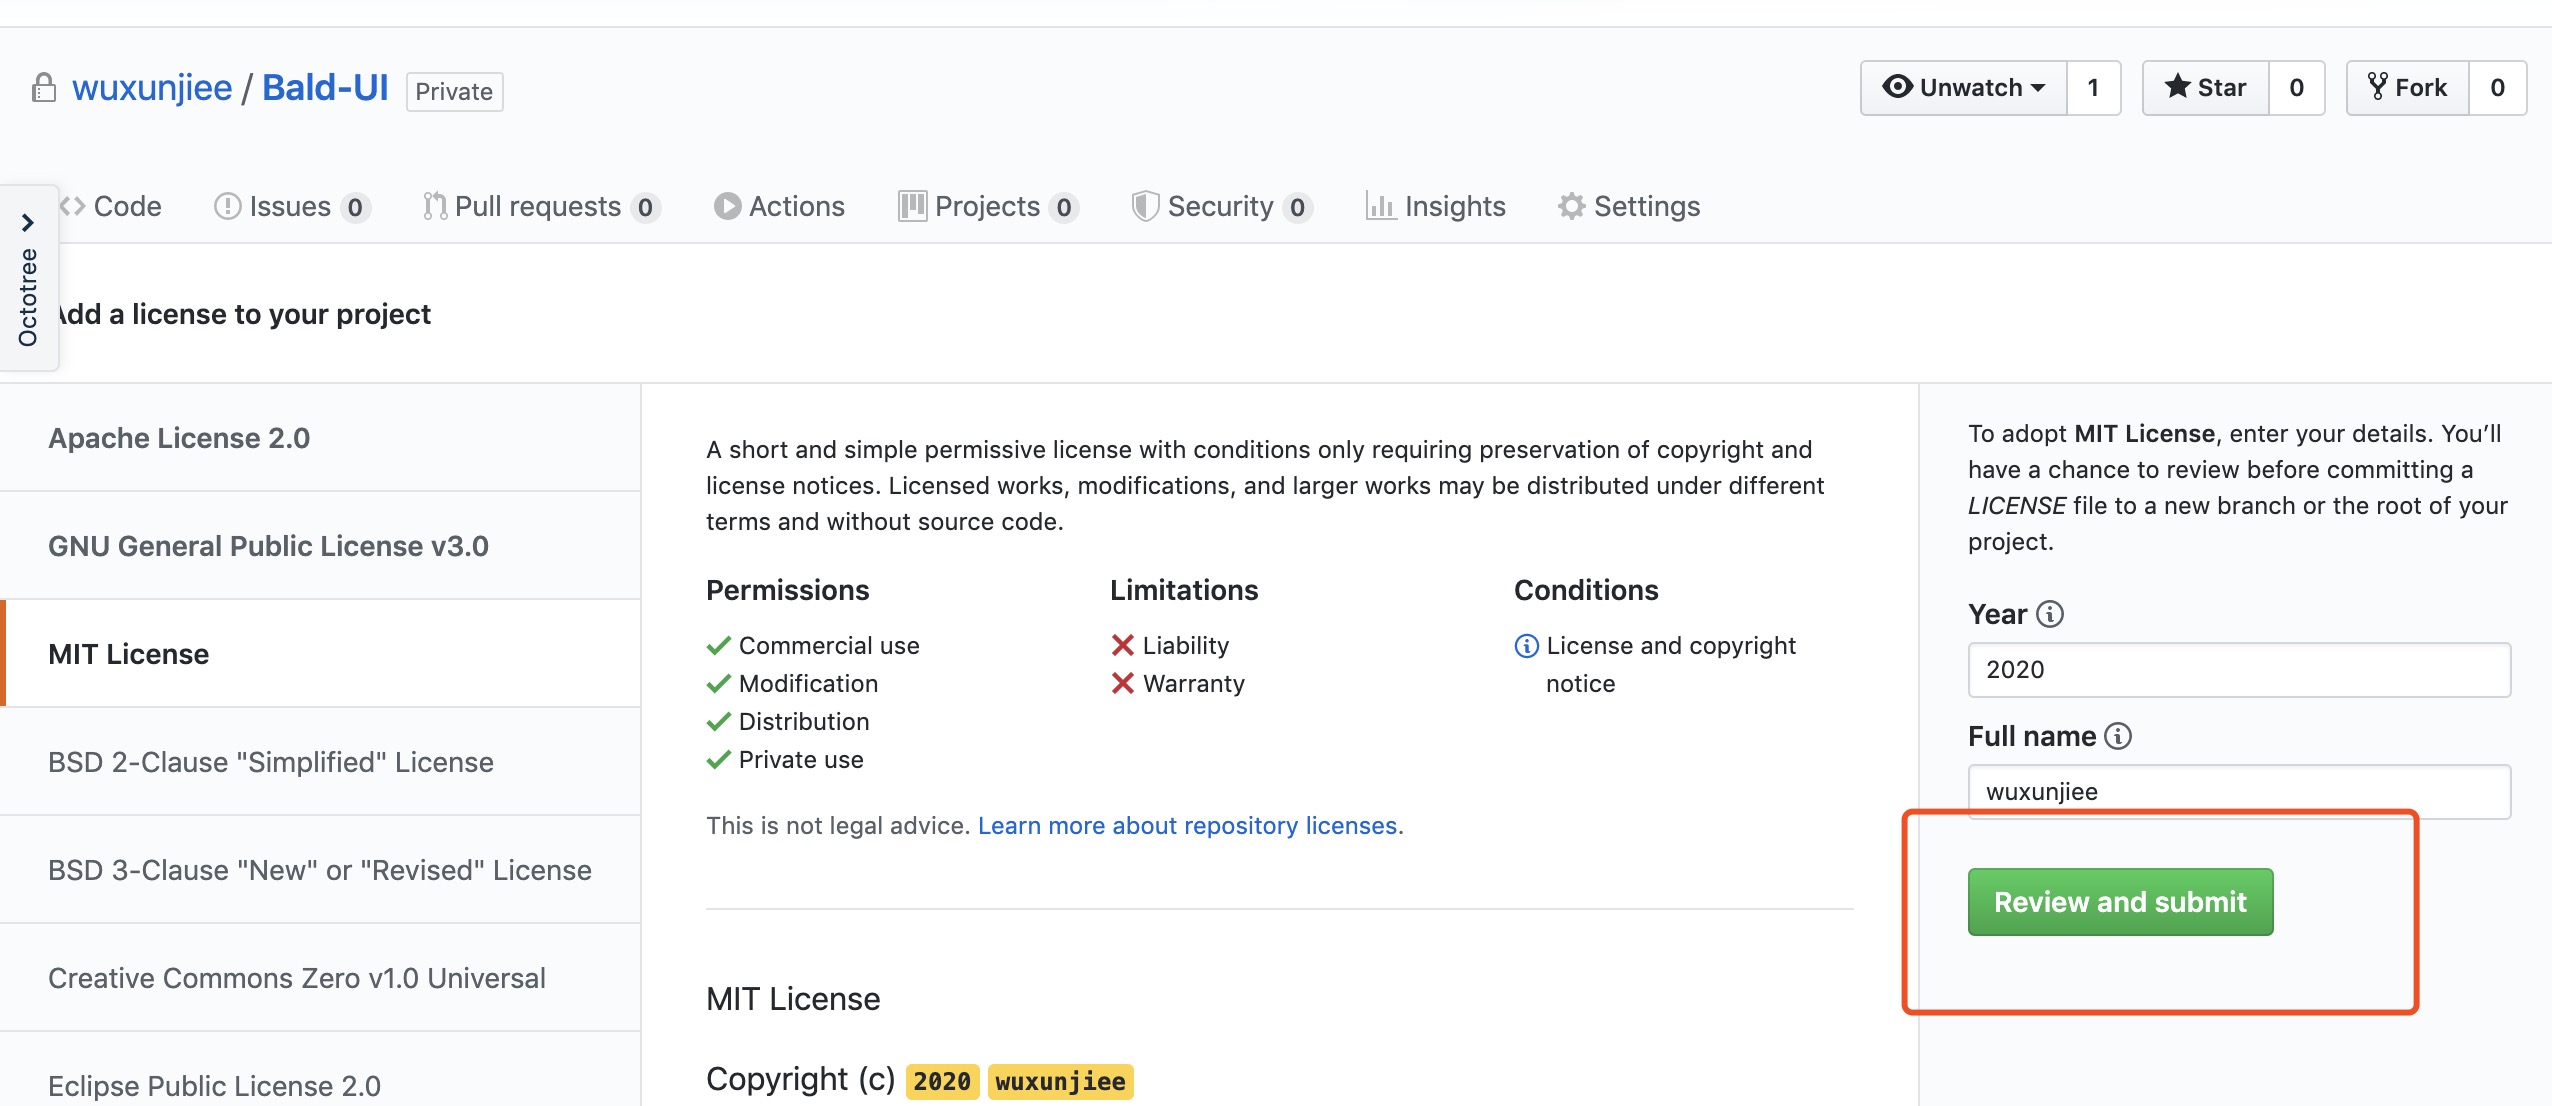 wuxunjiee / Bald-UI Private
Unwatch 1 Star 0 Fork 0
Code Issues 0 Pull requests 0 Actions Projects 0 Security 0 Insights Settings
Octotree
Add a license to your project
Apache License 2.0
GNU General Public License v3.0
MIT License
BSD 2-Clause "Simplified" License
BSD 3-Clause "New" or "Revised" License
Creative Commons Zero v1.0 Universal
Eclipse Public License 2.0
A short and simple permissive license with conditions only requiring preservation of copyright and
license notices. Licensed works, modifications, and larger works may be distributed under different
terms and without source code.
Permissions
Commercial use
Modification
Distribution
Private use
Limitations
Liability
Warranty
Conditions
License and copyright
notice
This is not legal advice. Learn more about repository licenses.
MIT License
Copyright (c) 2020 wuxunjiee
To adopt MIT License, enter your details. You’ll
have a chance to review before committing a
LICENSE file to a new branch or the root of your
project.
Year
2020
Full name
wuxunjiee
Review and submit